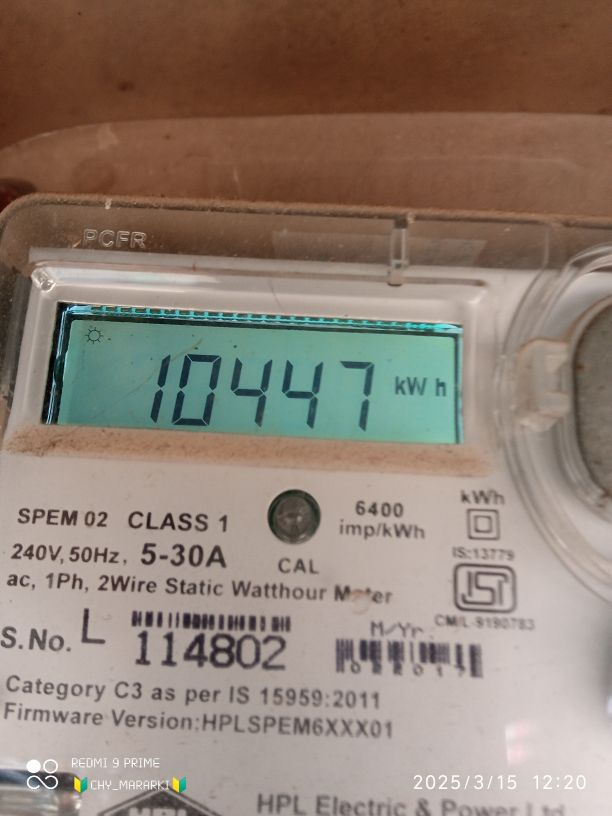 PCFR
10447 kWh
SPEM 02 CLASS 1
6400
imp/kWh
kWh
240V, 50Hz, 5-30A
CAL
IS:13779
ac, 1Ph, 2Wire Static Watthour Meter
CM/L-9190783
S.No. L 114802
M/Yr.
022017
Category C3 as per IS 15959:2011
Firmware Version:HPLSPEM6XXX01
REDMI 9 PRIME
CHY_MARARKI
2025/3/15 12:20
HPL
HPL Electric & Power Ltd